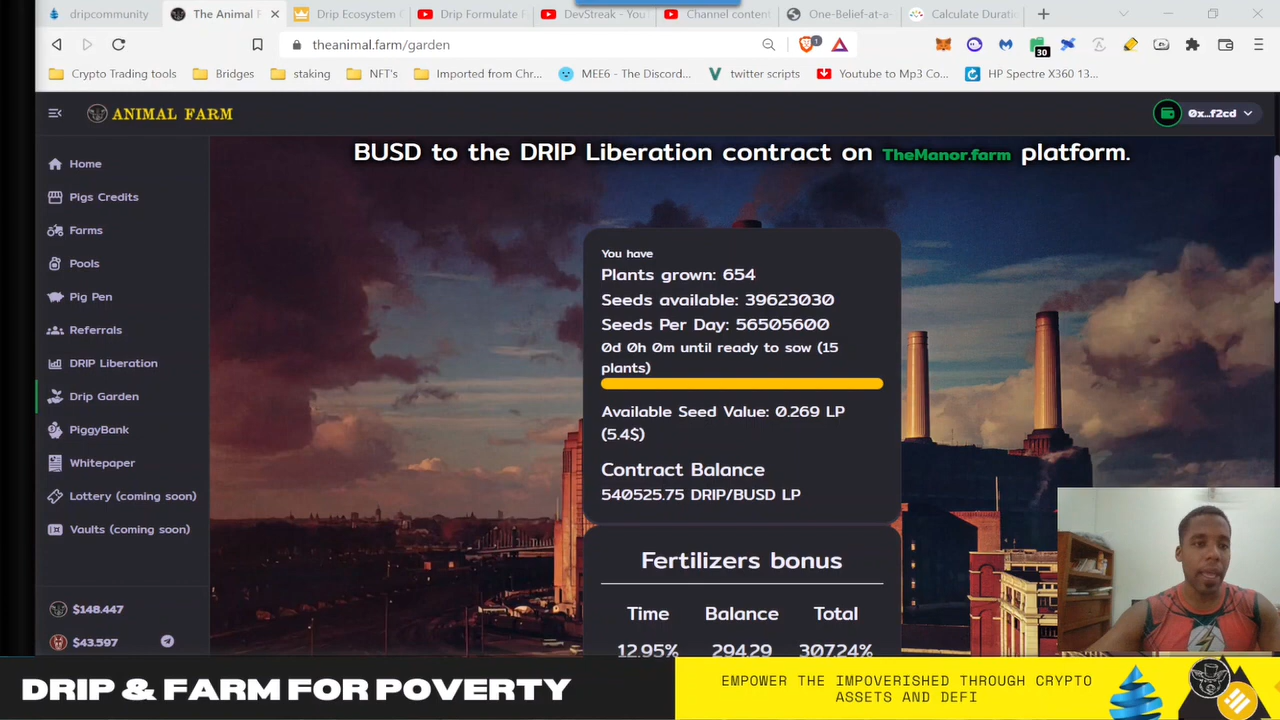 dripcommunity
The Animal F
Drip Ecosystem C
Drip Formulate F
DevStreak - You
Channel content
One-Belief-at-a-
Calculate Durati
theanimal.farm/garden
1
30
Crypto Trading tools
Bridges
staking
NFT's
Imported from Chr...
MEE6 - The Discord...
twitter scripts
Youtube to Mp3 Co...
HP Spectre X360 13...
ANIMAL FARM
0x...f2cd
Home
Pigs Credits
Farms
Pools
Pig Pen
Referrals
DRIP Liberation
Drip Garden
PiggyBank
Whitepaper
Lottery (coming soon)
Vaults (coming soon)
$148.447
$43.597
BUSD to the DRIP Liberation contract on TheManor.farm platform.
You have
Plants grown: 654
Seeds available: 39623030
Seeds Per Day: 56505600
0d 0h 0m until ready to sow (15
plants)
Available Seed Value: 0.269 LP
(5.4$)
Contract Balance
540525.75 DRIP/BUSD LP
Fertilizers bonus
Time Balance Total
12.95% 294.29 307.24%
DRIP & FARM FOR POVERTY
EMPOWER THE IMPOVERISHED THROUGH CRYPTO
ASSETS AND DEFI